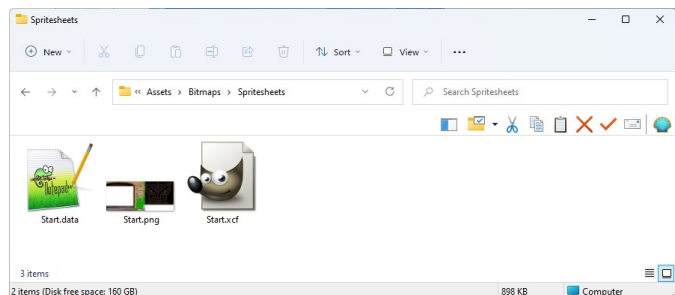 Spritesheets
New
Sort
View
« Assets > Bitmaps > Spritesheets
Search Spritesheets
Notepad++
Start.data
Start.png
Start.xcf
3 items
2 items (Disk free space: 160 GB)
898 KB
Computer